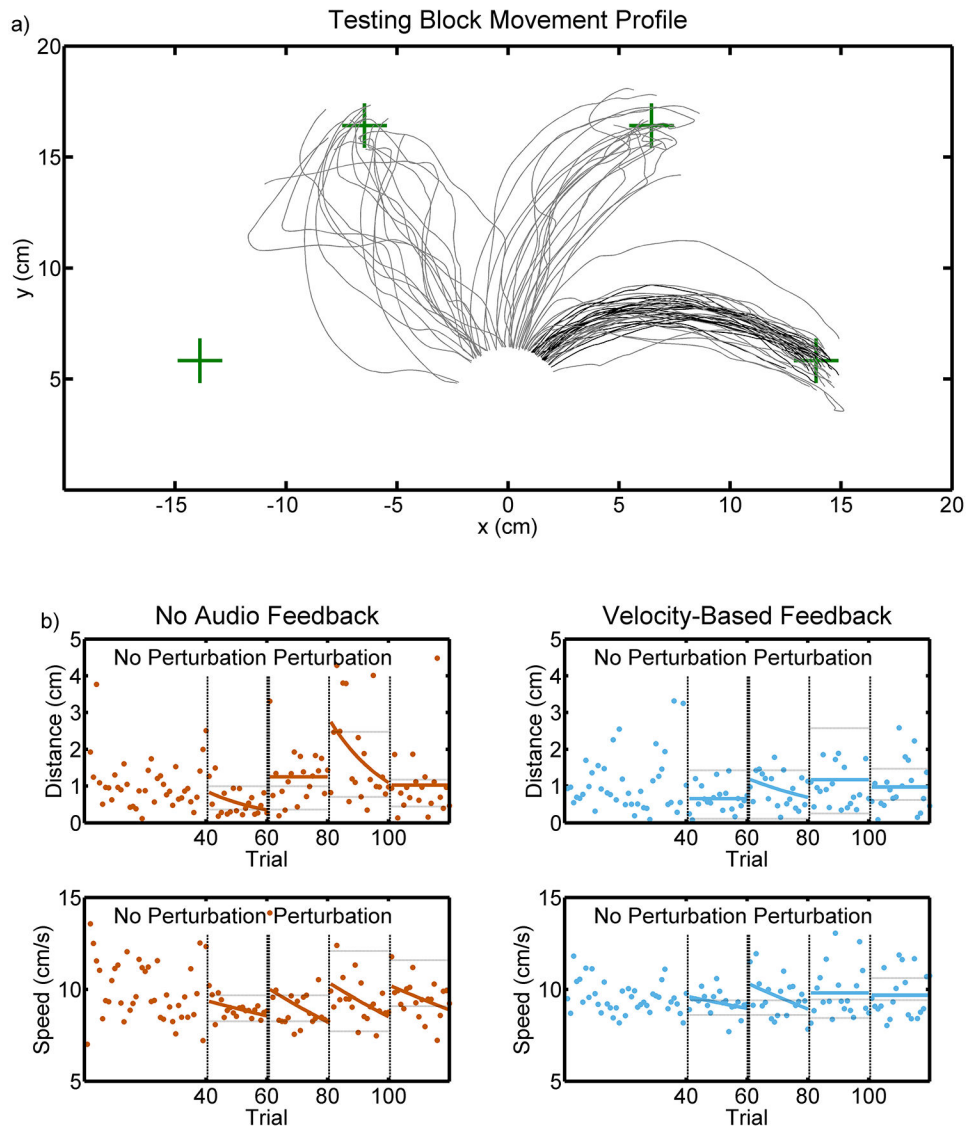 a)
Testing Block Movement Profile
20
15
10
5
y (cm)
-15 -10 -5 0 5 10 15 20
x (cm)
b)
No Audio Feedback
Velocity-Based Feedback
5
4
3
2
1
0
Distance (cm)
No Perturbation Perturbation
40 60 80 100
Trial
5
4
3
2
1
0
Distance (cm)
No Perturbation Perturbation
40 60 80 100
Trial
15
10
5
Speed (cm/s)
No Perturbation Perturbation
40 60 80 100
Trial
15
10
5
Speed (cm/s)
No Perturbation Perturbation
40 60 80 100
Trial